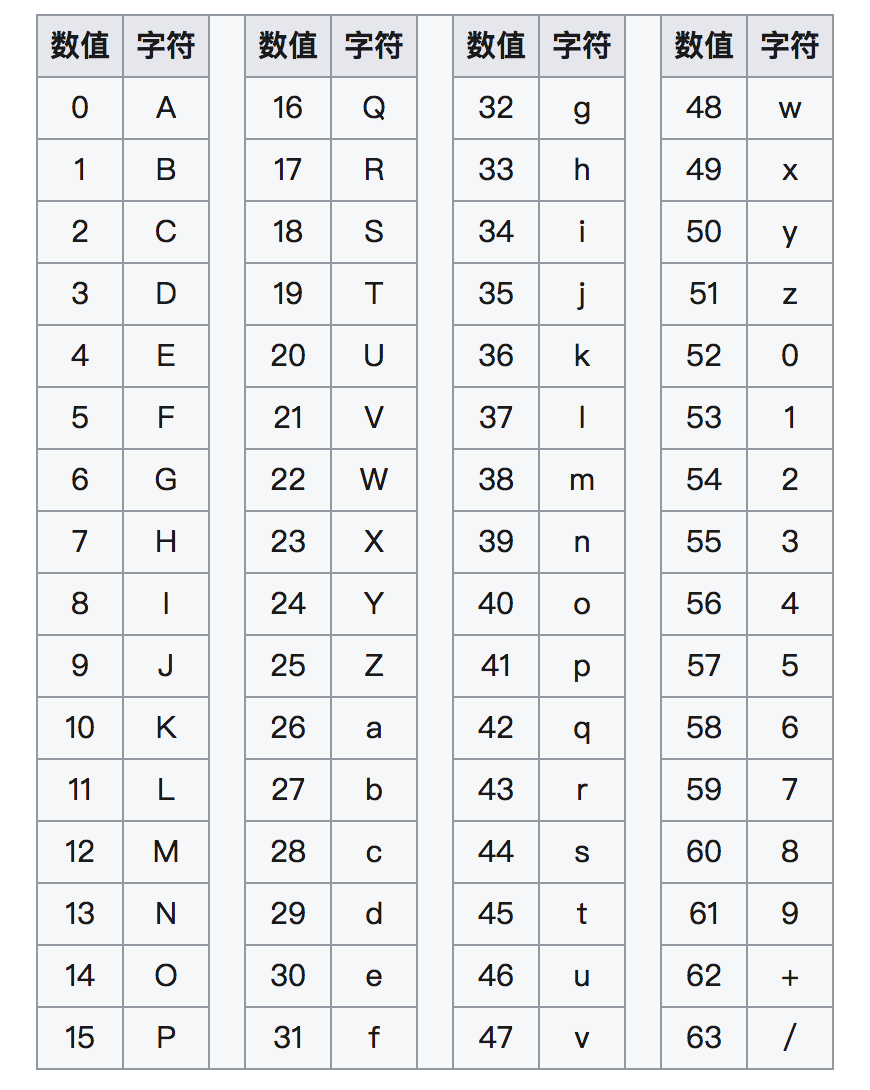 数值 字符 数值 字符 数值 字符 数值 字符
0 A 16 Q 32 g 48 w
1 B 17 R 33 h 49 x
2 C 18 S 34 i 50 y
3 D 19 T 35 j 51 z
4 E 20 U 36 k 52 0
5 F 21 V 37 l 53 1
6 G 22 W 38 m 54 2
7 H 23 X 39 n 55 3
8 I 24 Y 40 o 56 4
9 J 25 Z 41 p 57 5
10 K 26 a 42 q 58 6
11 L 27 b 43 r 59 7
12 M 28 c 44 s 60 8
13 N 29 d 45 t 61 9
14 O 30 e 46 u 62 +
15 P 31 f 47 v 63 /